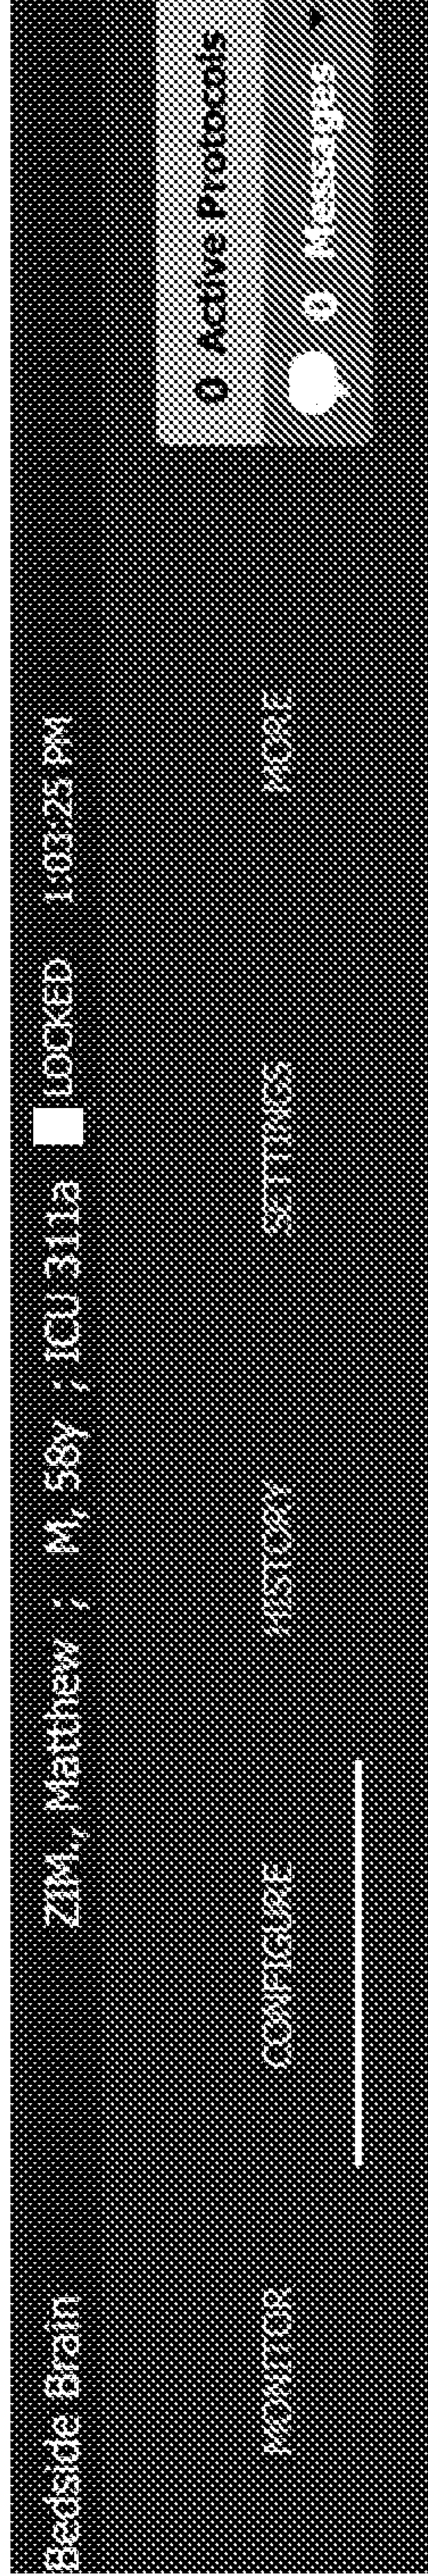 Bedside Brain ZIM., Matthew ; M, 58y ; ICU 311a LOCKED 1:03:25 PM
0 Active Protocols
MONITOR CONFIGURE HISTORY SETTINGS MORE
0 Messages